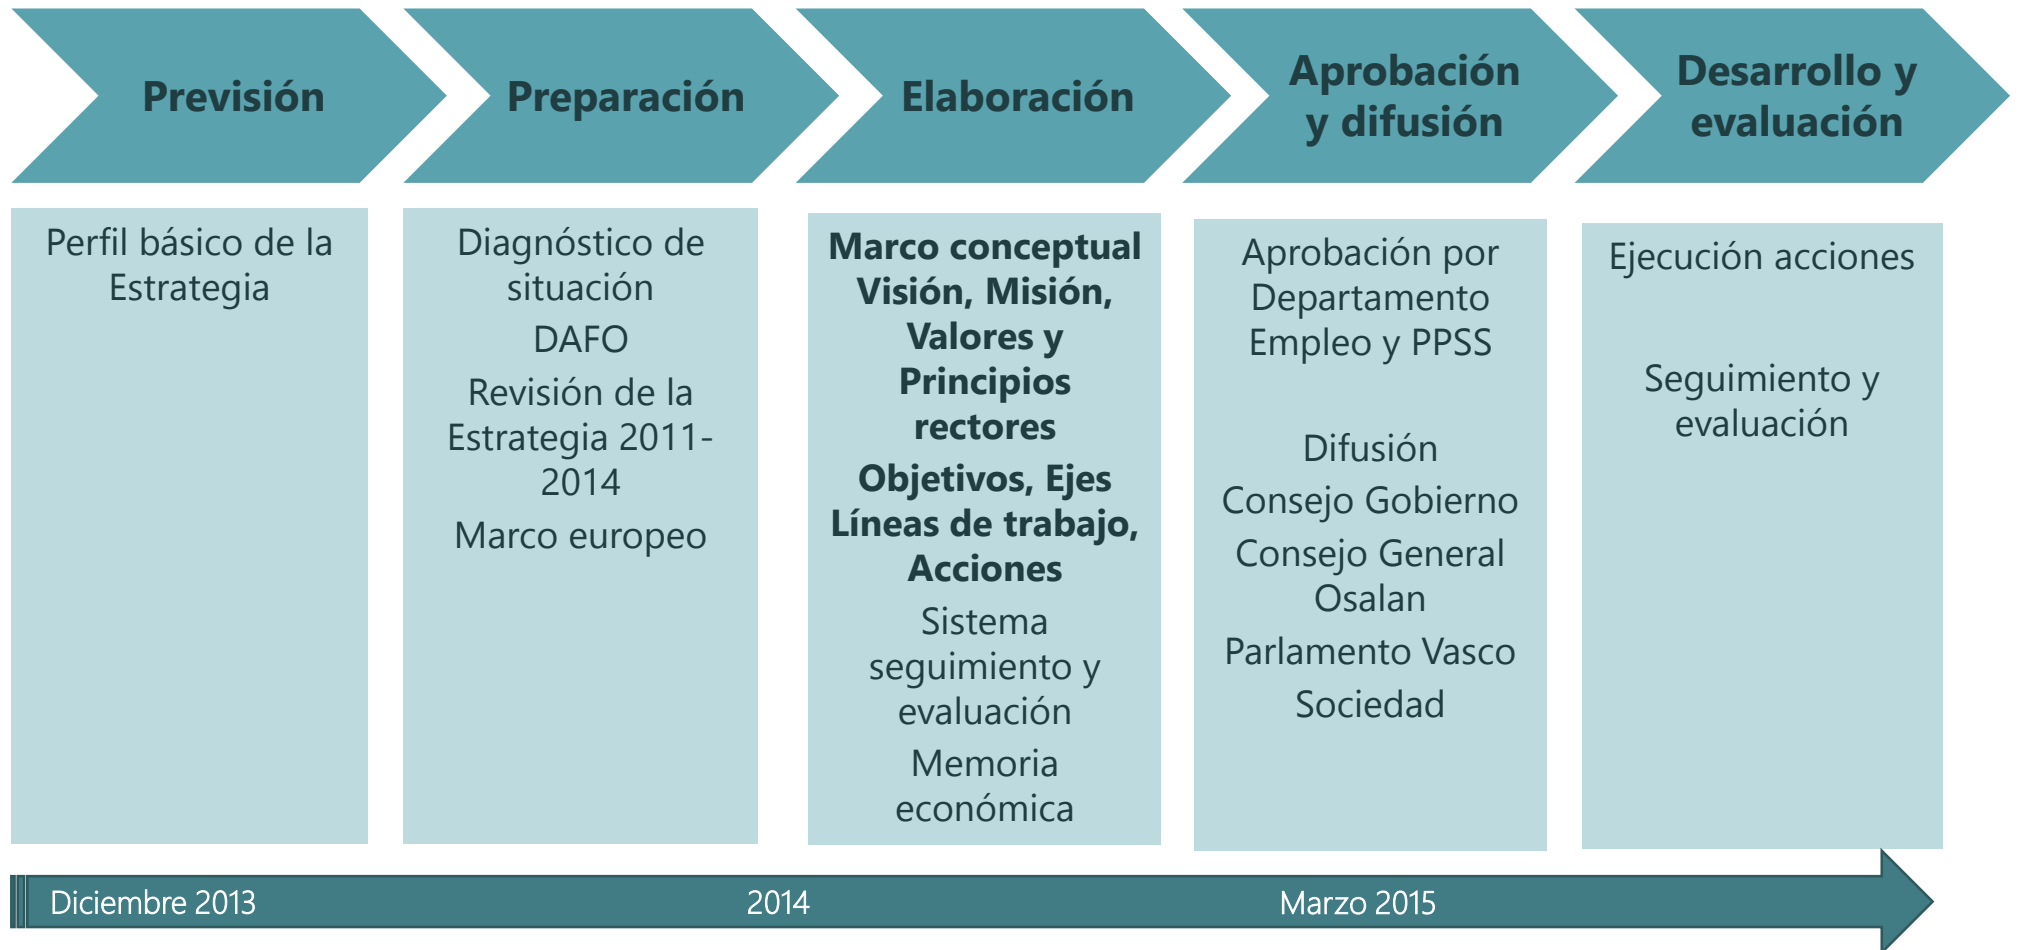 Previsión
Preparación
Elaboración
Aprobación
y difusión
Desarrollo y
evaluación
Perfil básico de la
Estrategia
Diagnóstico de
situación
DAFO
Revisión de la
Estrategia 2011-
2014
Marco europeo
Marco conceptual
Visión, Misión,
Valores y
Principios
rectores
Objetivos, Ejes
Líneas de trabajo,
Acciones
Sistema
seguimiento y
evaluación
Memoria
económica
Aprobación por
Departamento
Empleo y PPSS
Difusión
Consejo Gobierno
Consejo General
Osalan
Parlamento Vasco
Sociedad
Ejecución acciones
Seguimiento y
evaluación
Diciembre 2013
2014
Marzo 2015